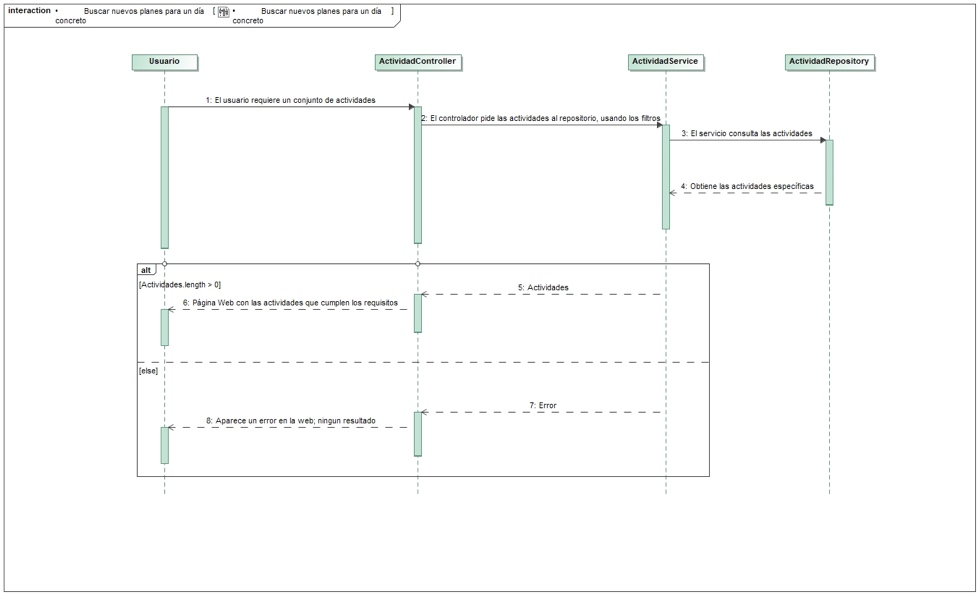 interaction • Buscar nuevos planes para un día concreto [ • Buscar nuevos planes para un día concreto ]
Usuario
ActividadController
ActividadService
ActividadRepository
1: El usuario requiere un conjunto de actividades
2: El controlador pide las actividades al repositorio, usando los filtros
3: El servicio consulta las actividades
4: Obtiene las actividades específicas
alt
[Actividades.length > 0]
5: Actividades
6: Página Web con las actividades que cumplen los requisitos
[else]
7: Error
8: Aparece un error en la web; ningun resultado